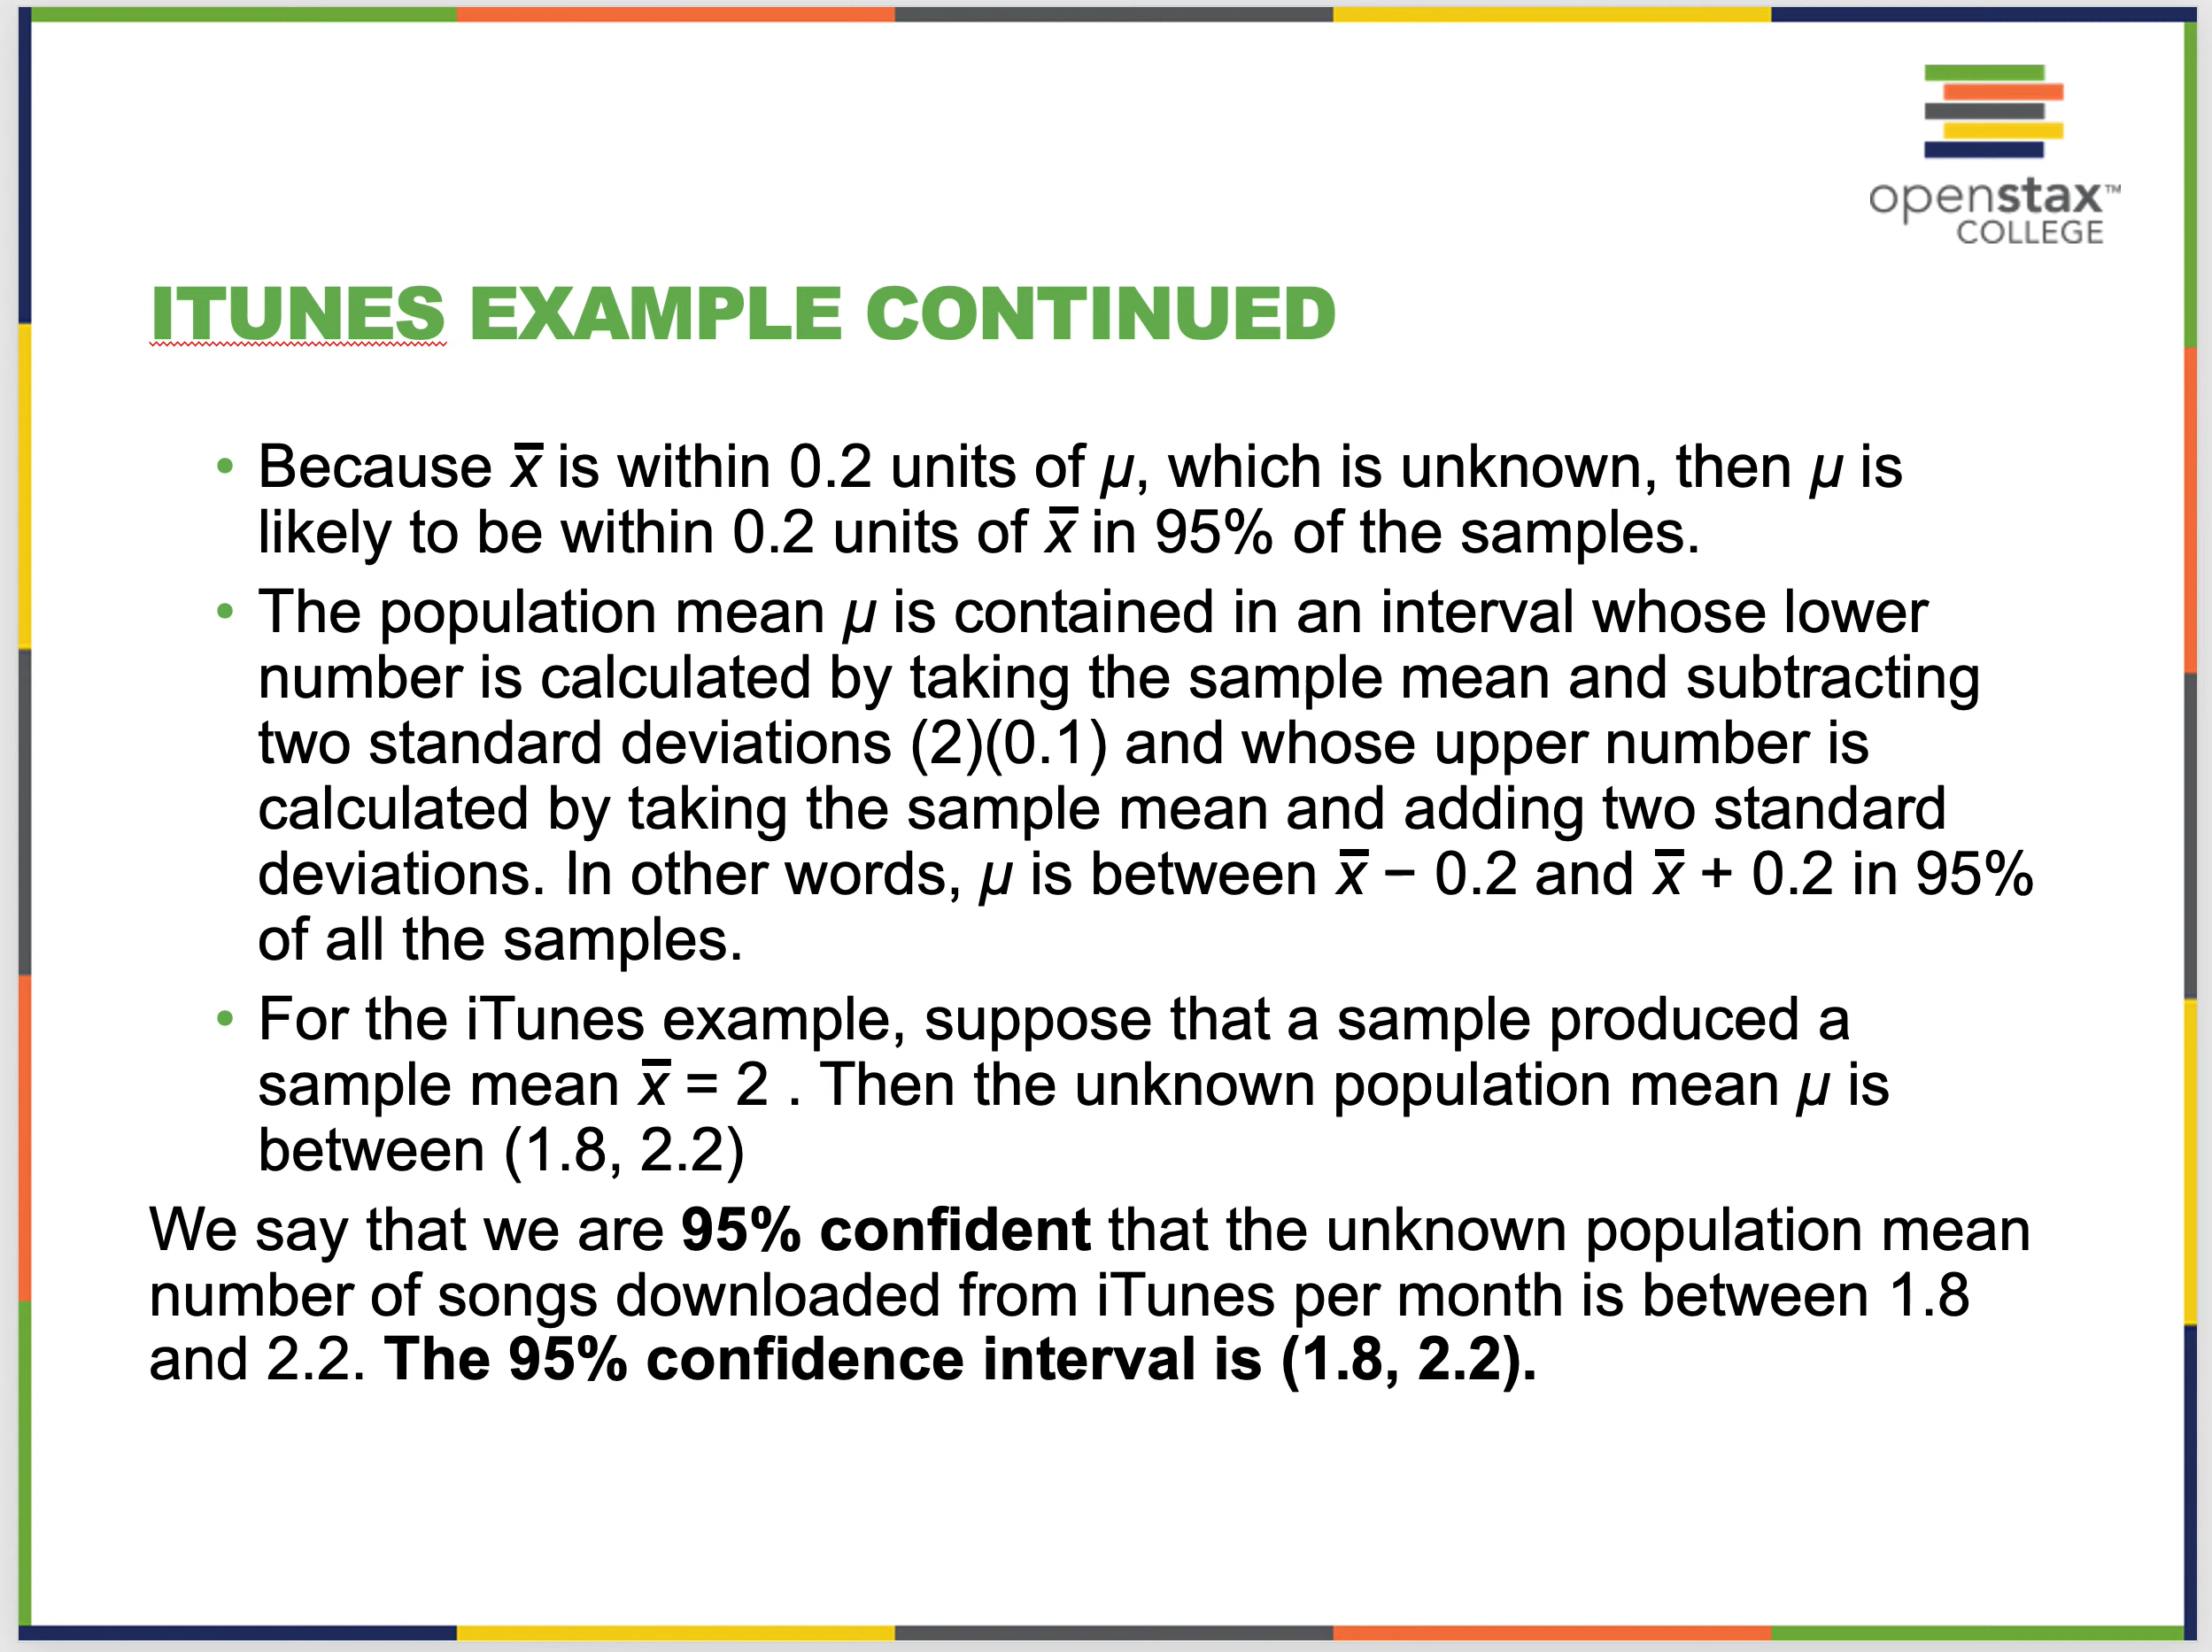 openstax™
COLLEGE
ITUNES EXAMPLE CONTINUED
• Because x̅ is within 0.2 units of μ, which is unknown, then μ is
likely to be within 0.2 units of x̅ in 95% of the samples.
• The population mean μ is contained in an interval whose lower
number is calculated by taking the sample mean and subtracting
two standard deviations (2)(0.1) and whose upper number is
calculated by taking the sample mean and adding two standard
deviations. In other words, μ is between x̅ − 0.2 and x̅ + 0.2 in 95%
of all the samples.
• For the iTunes example, suppose that a sample produced a
sample mean x̅ = 2 . Then the unknown population mean μ is
between (1.8, 2.2)
We say that we are 95% confident that the unknown population mean
number of songs downloaded from iTunes per month is between 1.8
and 2.2. The 95% confidence interval is (1.8, 2.2).